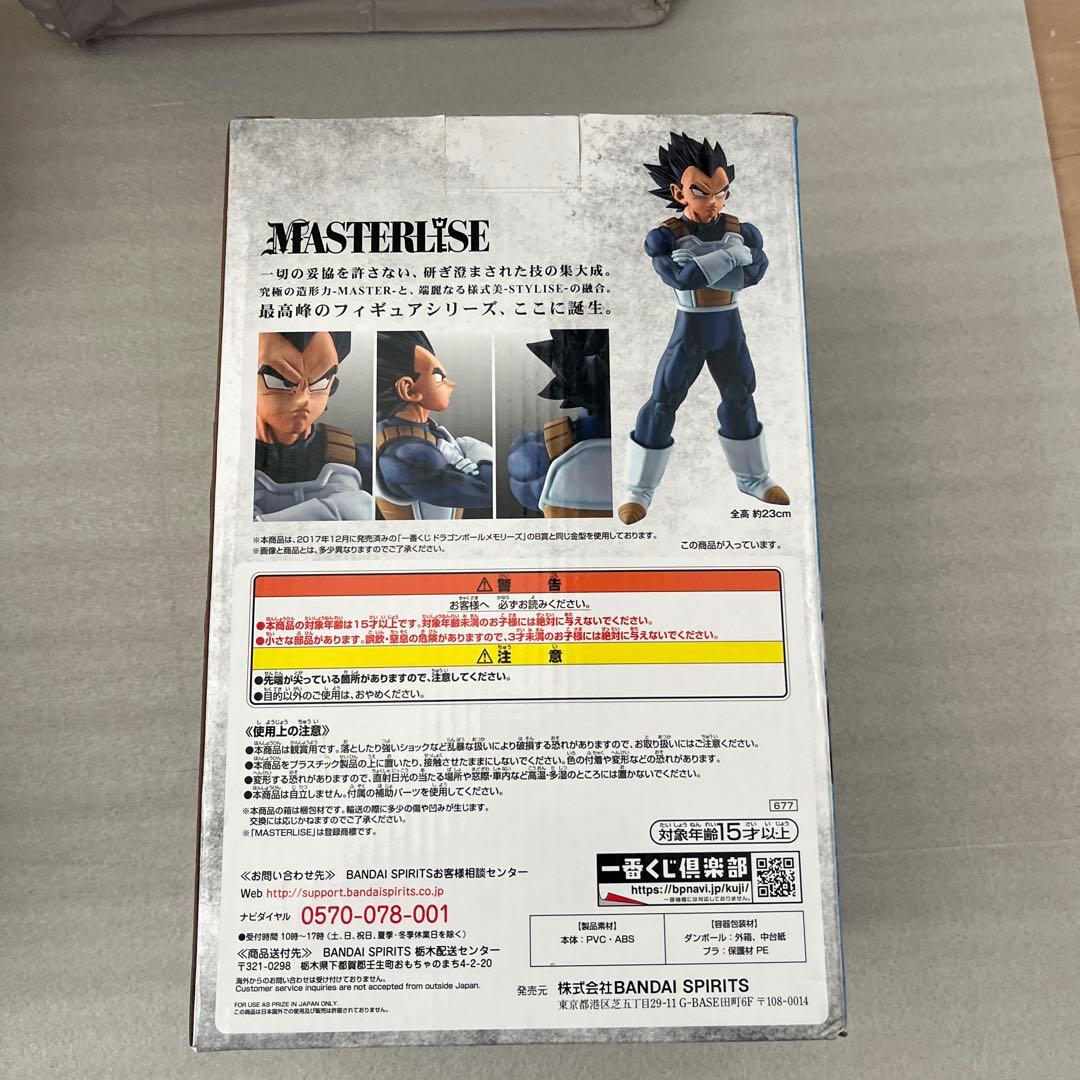 MASTERLISE
一切の妥協を許さない、研ぎ澄まされた技の集大成。
究極の造形力-MASTER-と、端麗なる様式美-STYLISE-の融合。
最高峰のフィギュアシリーズ、ここに誕生。
全高 約23cm
※本商品は、2017年12月に発売済みの「一番くじ ドラゴンボールメモリーズ」のB賞と同じ金型を使用しております。
※画像と商品とは、多少異なりますのでご了承ください。
この商品が入っています。
⚠警告
お客様へ 必ずお読みください。
●本商品の対象年齢は15才以上です。対象年齢未満のお子様には絶対に与えないでください。
●小さな部品があります。誤飲・窒息の危険がありますので、3才未満のお子様には絶対に与えないでください。
⚠注意
●先端が尖っている箇所がありますので、注意してください。
●目的以外のご使用は、おやめください。
《使用上の注意》
●本商品は観賞用です。落としたり強いショックなど乱暴な扱いにより破損する恐れがありますので、お取り扱いにはご注意ください。
●本商品をプラスチック製品の上に置いたり、接触させたままにしないでください。色の付着や変形などの恐れがあります。
●変形する恐れがありますので、直射日光の当たる場所や窓際・車内など高温・多湿のところには置かないでください。
●本商品は自立しません。付属の補助パーツを使用してください。
※本商品の箱は梱包材です。輸送の際に多少の傷や凹みが生じます。
交換には応じかねますのでご了承ください。
※「MASTERLISE」は登録商標です。
677
対象年齢15才以上
≪お問い合わせ先≫ BANDAI SPIRITSお客様相談センター
Web http://support.bandaispirits.co.jp
ナビダイヤル 0570-078-001
●受付時間 10時〜17時 (土、日、祝日、夏季・冬季休業日を除く)
≪商品送付先≫ BANDAI SPIRITS 栃木配送センター
〒321-0298 栃木県下都賀郡壬生町おもちゃのまち4-2-20
海外からのお問い合わせは受け付けておりません。
Customer service inquiries are not accepted from outside Japan.
FOR USE AS PRIZE IN JAPAN ONLY.
この商品は日本国外での使用及び販売は許諾されておりません。
一番くじ倶楽部
https://bpnavi.jp/kuji/
一部機種には対応しておりません。
【製品素材】
本体：PVC・ABS
【容器包装材】
ダンボール：外箱、中台紙
プラ：保護材 PE
発売元 株式会社BANDAI SPIRITS
東京都港区芝五丁目29-11 G-BASE田町6F 〒108-0014